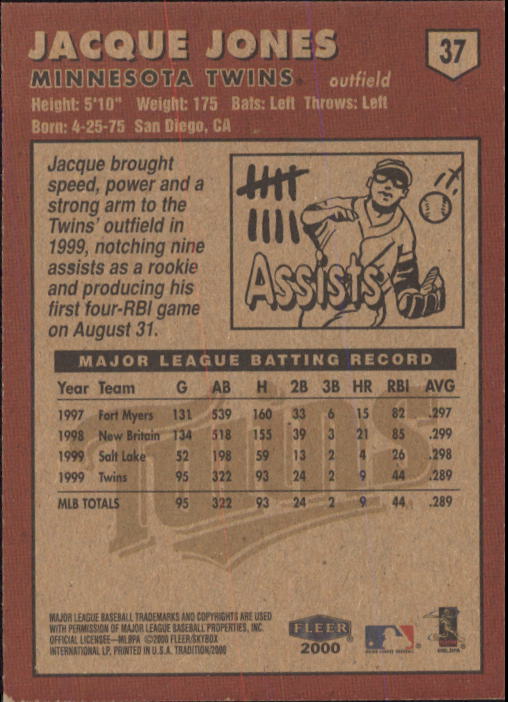 JACQUE JONES
37
MINNESOTA TWINS. outfield
Height: 5'10" Weight: 175 Bats: Left Throws: Left
Born: 4-25-75 San Diego, CA
Jacque brought
speed, power and a
strong arm to the
Twins' outfield in
1999, notching nine
assists as a rookie
and producing his
first four-RBI game
on August 31.
Assists
MAJOR LEAGUE BATTING RECORD
Year Team G AB H 2B 3B HR RBI AVG
1997 Fort Myers 131 539 160 33 6 15 82 .297
1998 New Britain 134 518 155 39 3 21 85 .299
1999 Salt Lake 52 198 59 13 2 4 26 .298
1999 Twins 95 322 93 24 2 9 44 .289
MLB TOTALS 95 322 93 24 2 9 44 .289
Twins
MAJOR LEAGUE BASEBALL TRADEMARKS AND COPYRIGHTS ARE USED
WITH PERMISSION OF MAJOR LEAGUE BASEBALL PROPERTIES, INC.
OFFICIAL LICENSEE—MLBPA ©2000 FLEER/SKYBOX
INTERNATIONAL LP. PRINTED IN U.S.A. TRADITION/2000
FLEER
2000
MLBPA